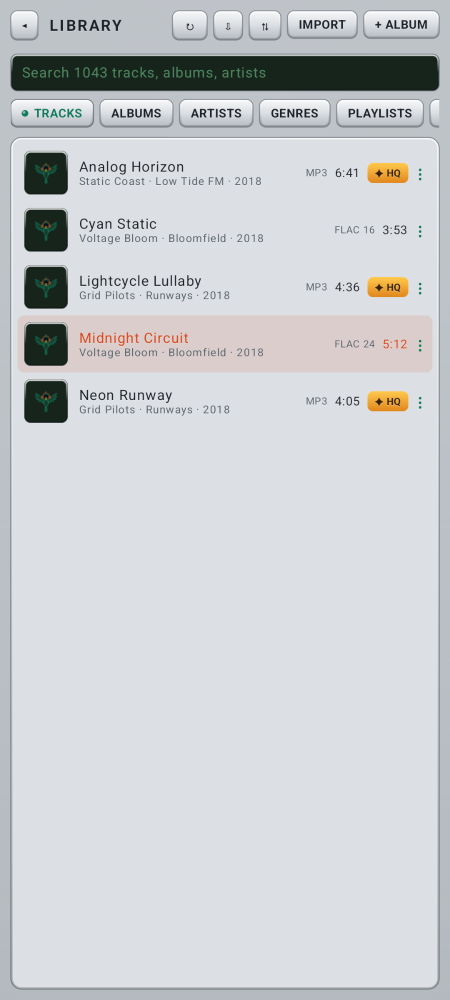 LIBRARY
IMPORT
+ ALBUM
Search 1043 tracks, albums, artists
TRACKS
ALBUMS
ARTISTS
GENRES
PLAYLISTS
Analog Horizon
Static Coast · Low Tide FM · 2018
MP3 6:41 ✦ HQ
Cyan Static
Voltage Bloom · Bloomfield · 2018
FLAC 16 3:53
Lightcycle Lullaby
Grid Pilots · Runways · 2018
MP3 4:36 ✦ HQ
Midnight Circuit
Voltage Bloom · Bloomfield · 2018
FLAC 24 5:12
Neon Runway
Grid Pilots · Runways · 2018
MP3 4:05 ✦ HQ